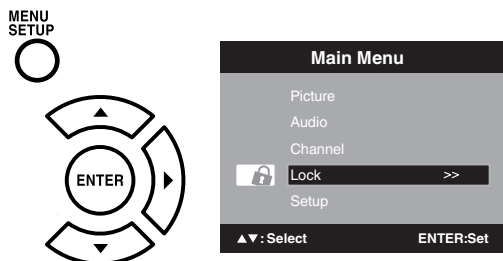 MENU
SETUP
ENTER
Main Menu
Picture
Audio
Channel
Lock >>
Setup
▲▼: Select ENTER:Set